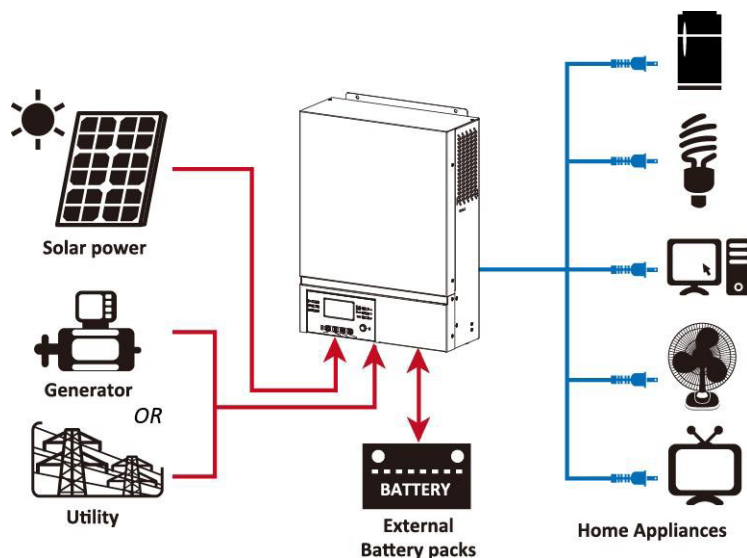 Solar power
Generator
OR
Utility
BATTERY
External
Battery packs
Home Appliances